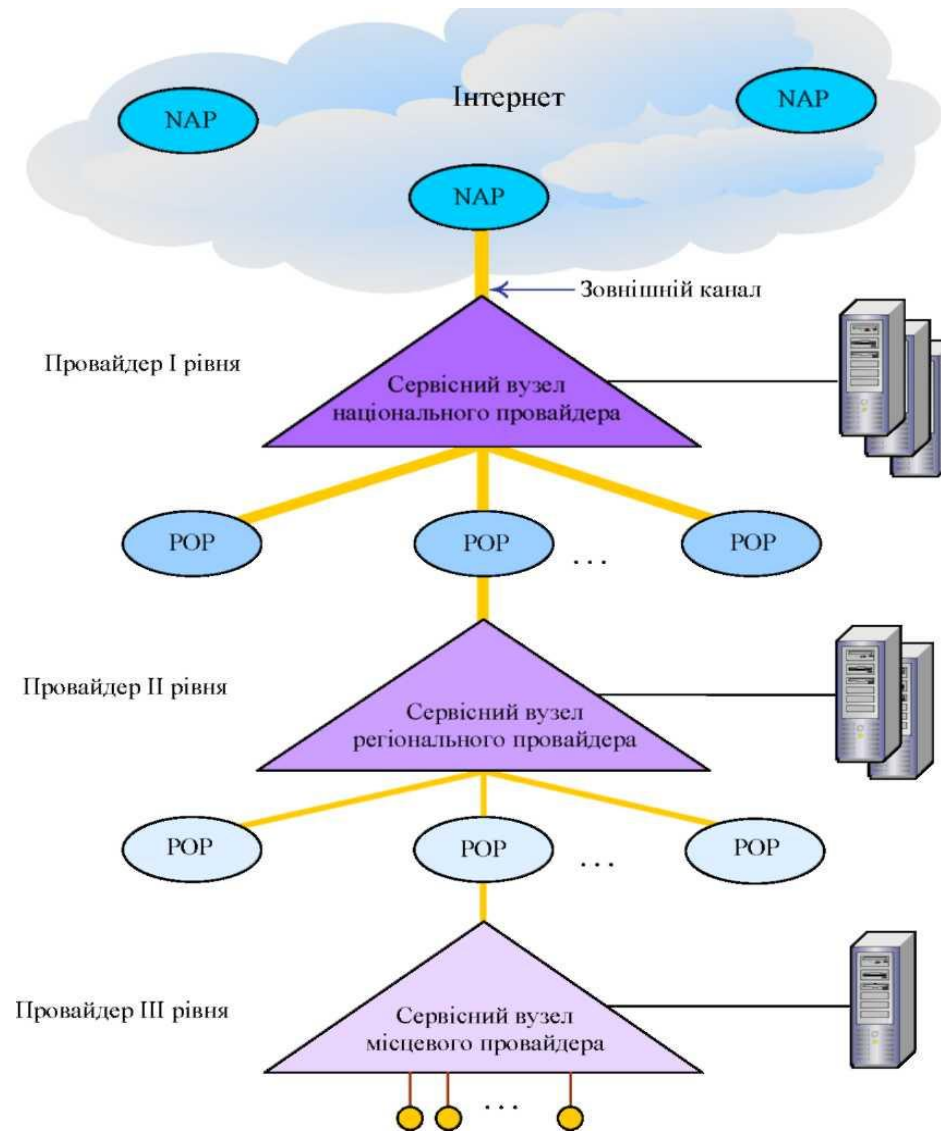 Інтернет
NAP
NAP
NAP
Зовнішній канал
Провайдер I рівня
Сервісний вузел
національного провайдера
POP
POP
. . .
POP
Провайдер II рівня
Сервісний вузел
регіонального провайдера
POP
POP
. . .
POP
Провайдер III рівня
Сервісний вузел
місцевого провайдера
. . .